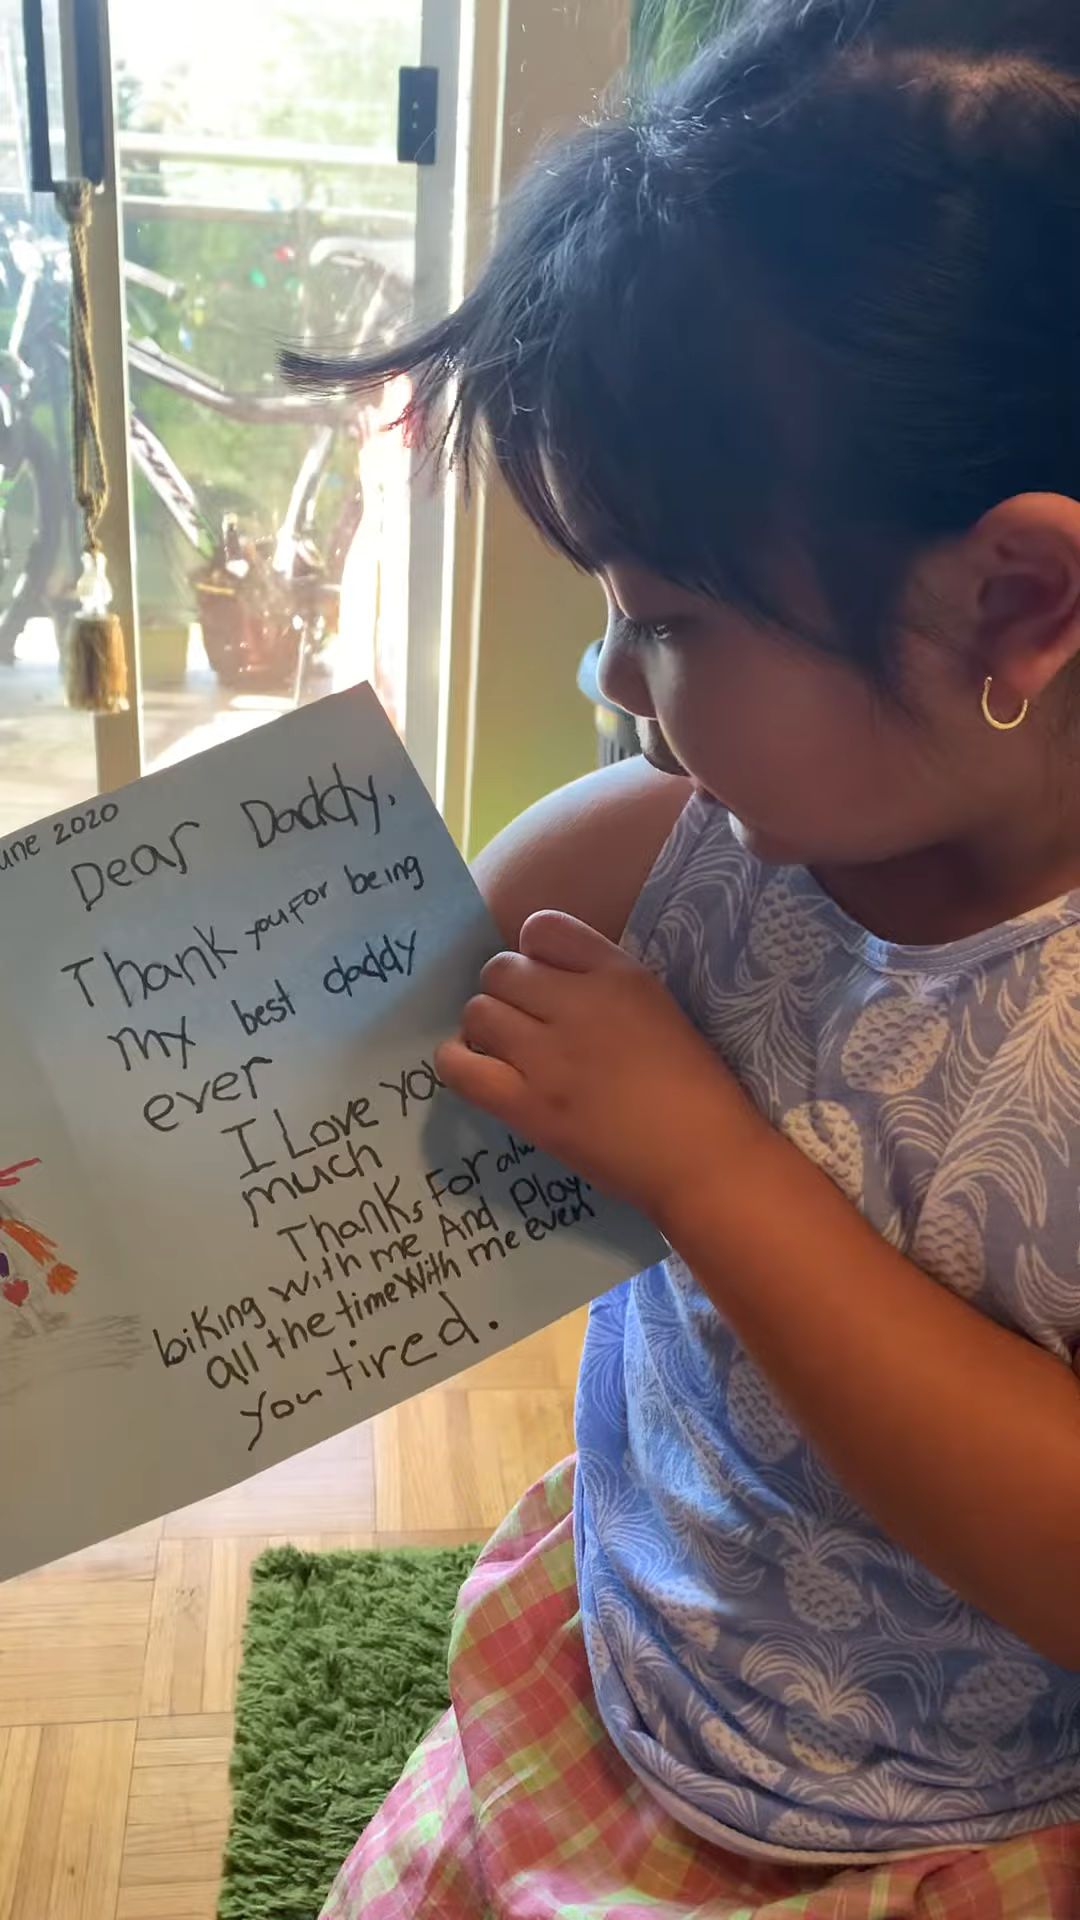 une 2020
Dear Daddy,
Thank you For being
my best daddy
ever
I Love you
much
Thanks For
biking with me And Play
all the time With me even
you tired.